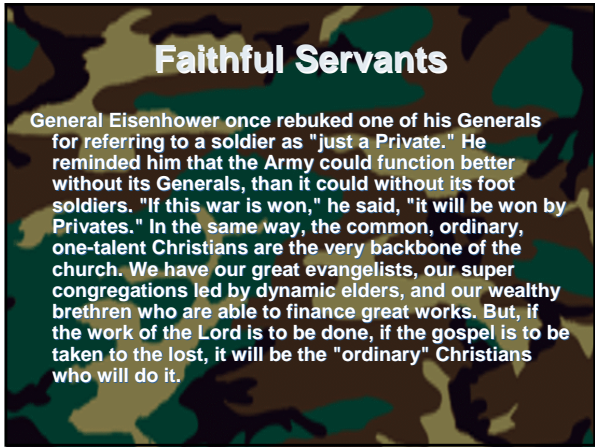 Faithful Servants
General Eisenhower once rebuked one of his Generals
for referring to a soldier as "just a Private." He
reminded him that the Army could function better
without its Generals, than it could without its foot
soldiers. "If this war is won," he said, "it will be won by
Privates." In the same way, the common, ordinary,
one-talent Christians are the very backbone of the
church. We have our great evangelists, our super
congregations led by dynamic elders, and our wealthy
brethren who are able to finance great works. But, if
the work of the Lord is to be done, if the gospel is to be
taken to the lost, it will be the "ordinary" Christians
who will do it.